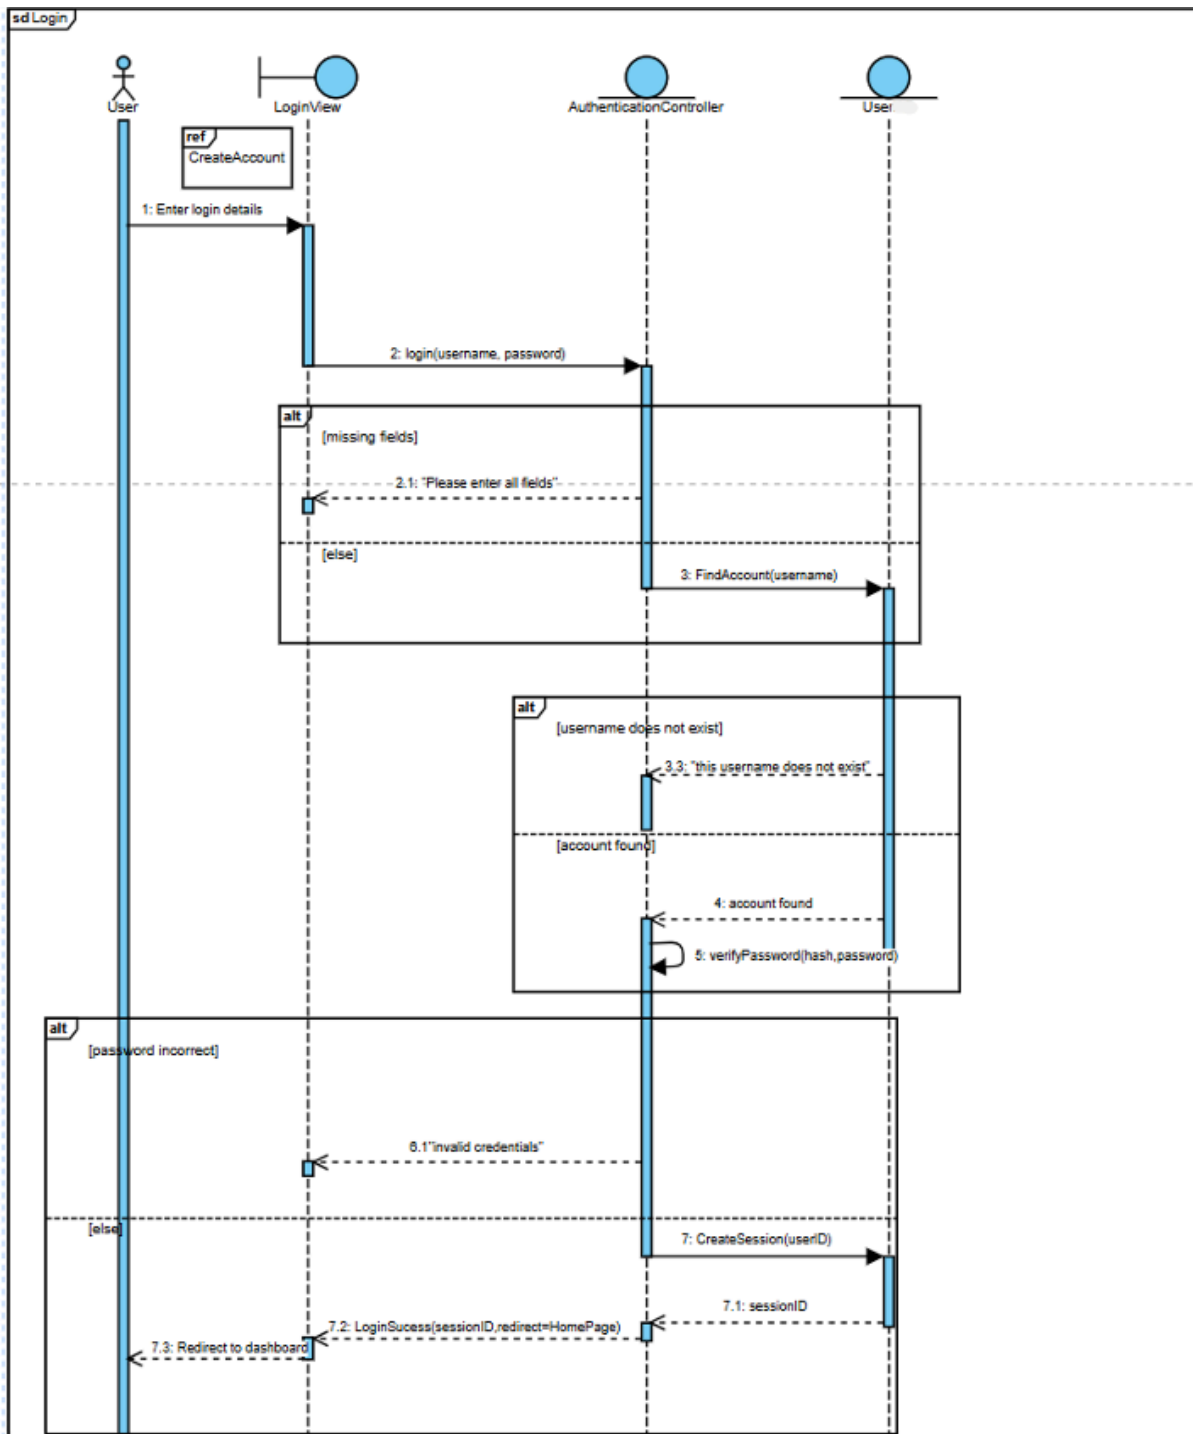 sd Login
User
LoginView
AuthenticationController
User
ref
CreateAccount
1: Enter login details
2: login(username, password)
alt
[missing fields]
2.1: "Please enter all fields"
[else]
3: FindAccount(username)
alt
[username does not exist]
3.3: "this username does not exist"
[account found]
4: account found
5: verifyPassword(hash,password)
alt
[password incorrect]
6.1"invalid credentials"
[else]
7: CreateSession(userID)
7.1: sessionID
7.2: LoginSucess(sessionID,redirect=HomePage)
7.3: Redirect to dashboard